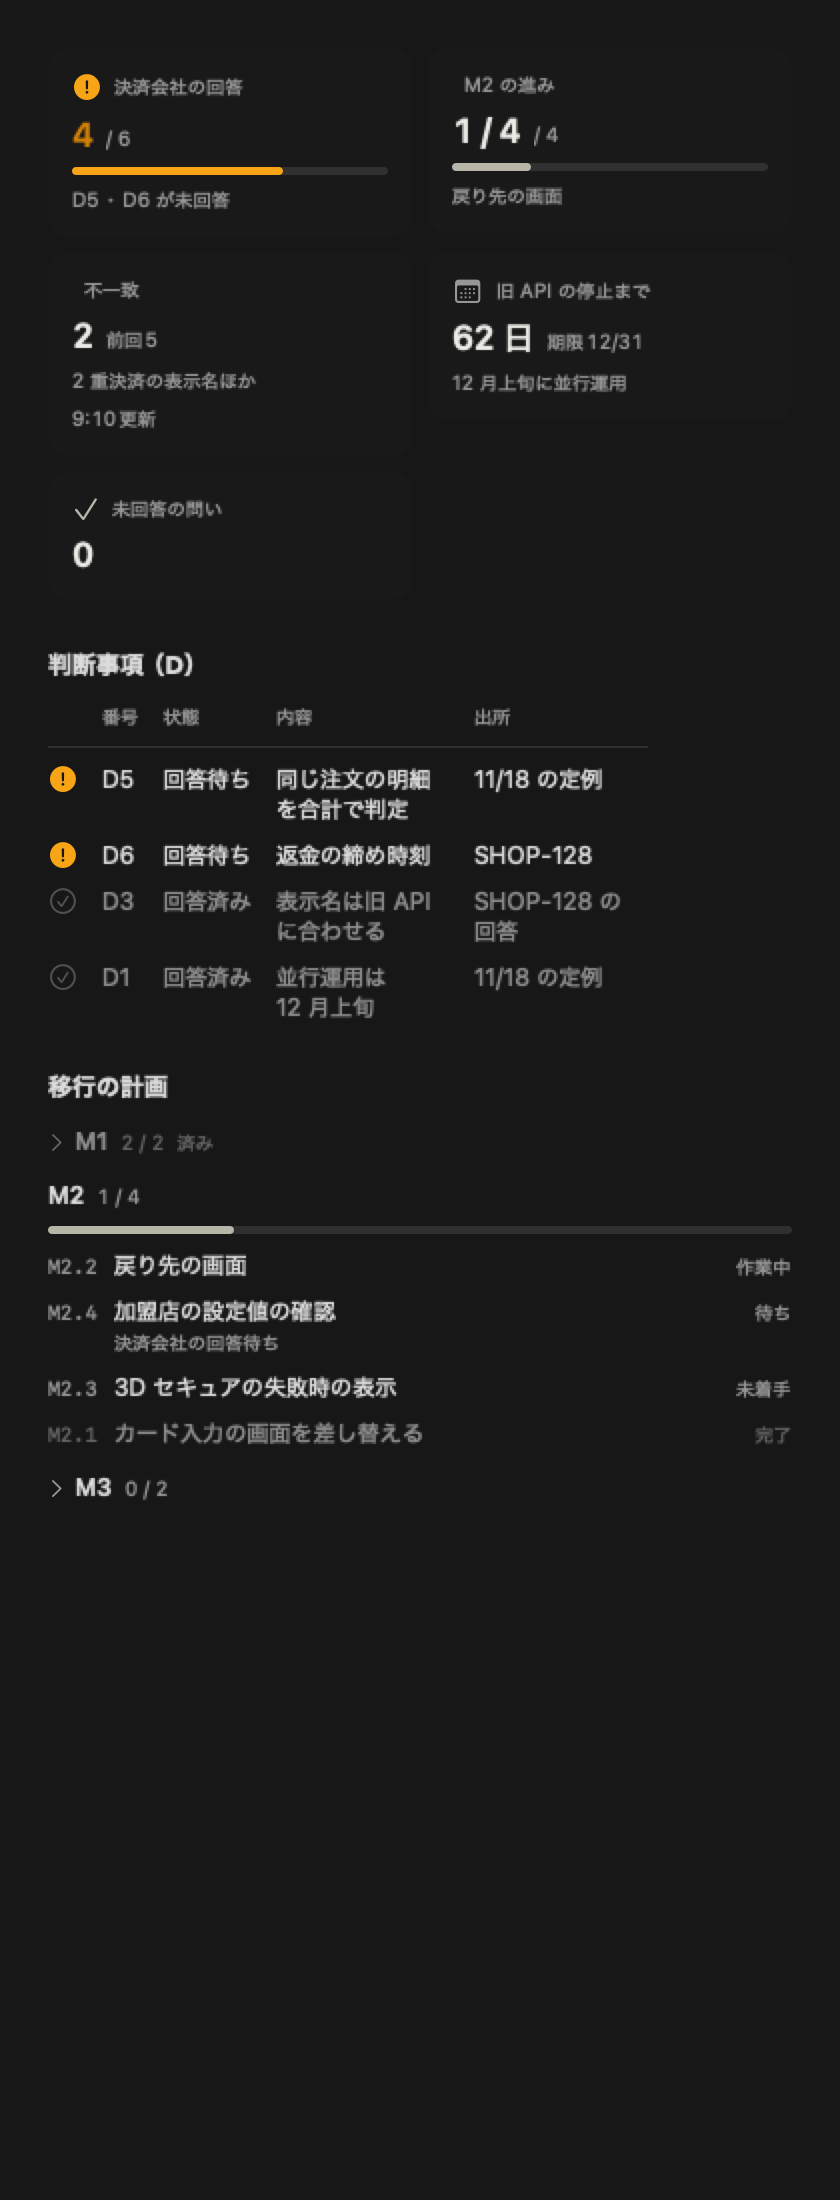 決済会社の回答
4 / 6
D5・D6 が未回答
M2 の進み
1 / 4 / 4
戻り先の画面
不一致
2 前回 5
2 重決済の表示名ほか
9:10 更新
旧 API の停止まで
62 日 期限 12/31
12 月上旬に並行運用
未回答の問い
0
判断事項（D）
番号 状態 内容 出所
D5 回答待ち 同じ注文の明細 11/18 の定例
を合計で判定
D6 回答待ち 返金の締め時刻 SHOP-128
D3 回答済み 表示名は旧 API SHOP-128 の
に合わせる 回答
D1 回答済み 並行運用は 11/18 の定例
12 月上旬
移行の計画
M1 2 / 2 済み
M2 1 / 4
M2.2 戻り先の画面 作業中
M2.4 加盟店の設定値の確認 待ち
決済会社の回答待ち
M2.3 3D セキュアの失敗時の表示 未着手
M2.1 カード入力の画面を差し替える 完了
M3 0 / 2